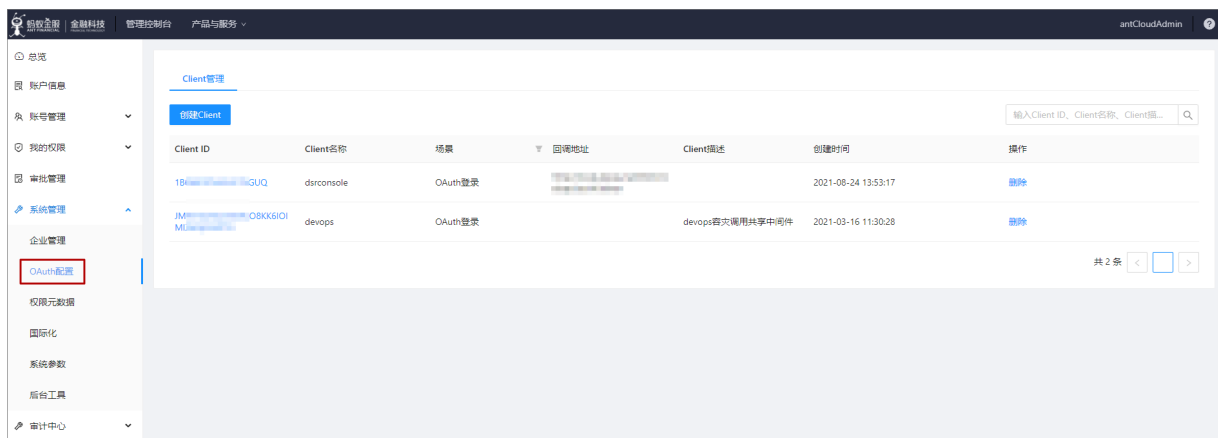 蚂蚁金服 金融科技 管理控制台 产品与服务 antCloudAdmin
ANT FINANCIAL
总览
账户信息
账号管理
我的权限
审批管理
系统管理
企业管理
OAuth配置
权限元数据
国际化
系统参数
后台工具
审计中心
Client管理
创建Client 输入Client ID、Client名称、Client描...
Client ID Client名称 场景 回调地址 Client描述 创建时间 操作
GUQ dsrconsole OAuth登录 2021-08-24 13:53:17 删除
devops OAuth登录 devops容灾调用共享中间件 2021-03-16 11:30:28 删除
共 2 条 < >